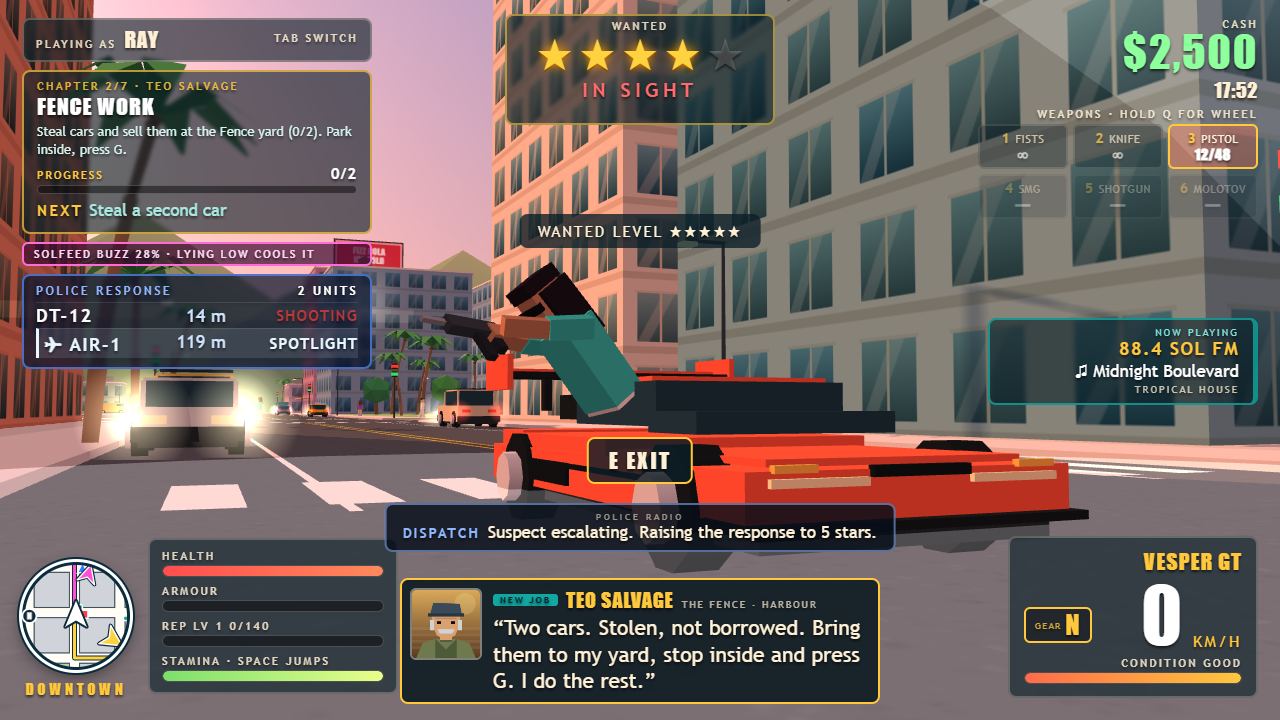 PLAYING AS RAY
TAB SWITCH
CHAPTER 2/7 · TEO SALVAGE
FENCE WORK
Steal cars and sell them at the Fence yard (0/2). Park
inside, press G.
PROGRESS 0/2
NEXT Steal a second car
SOLFEED BUZZ 28% · LYING LOW COOLS IT
POLICE RESPONSE 2 UNITS
DT-12 14 m SHOOTING
AIR-1 119 m SPOTLIGHT
WANTED
IN SIGHT
WANTED LEVEL ★★★★★
CASH
$2,500
17:52
WEAPONS · HOLD Q FOR WHEEL
1 FISTS
∞
2 KNIFE
∞
3 PISTOL
12/48
4 SMG
—
5 SHOTGUN
—
6 MOLOTOV
—
NOW PLAYING
88.4 SOL FM
♫ Midnight Boulevard
TROPICAL HOUSE
E EXIT
POLICE RADIO
DISPATCH Suspect escalating. Raising the response to 5 stars.
HEALTH
ARMOUR
REP LV 1 0/140
STAMINA · SPACE JUMPS
DOWNTOWN
NEW JOB TEO SALVAGE THE FENCE · HARBOUR
“Two cars. Stolen, not borrowed. Bring
them to my yard, stop inside and press
G. I do the rest.”
VESPER GT
GEAR N
0 KM/H
CONDITION GOOD